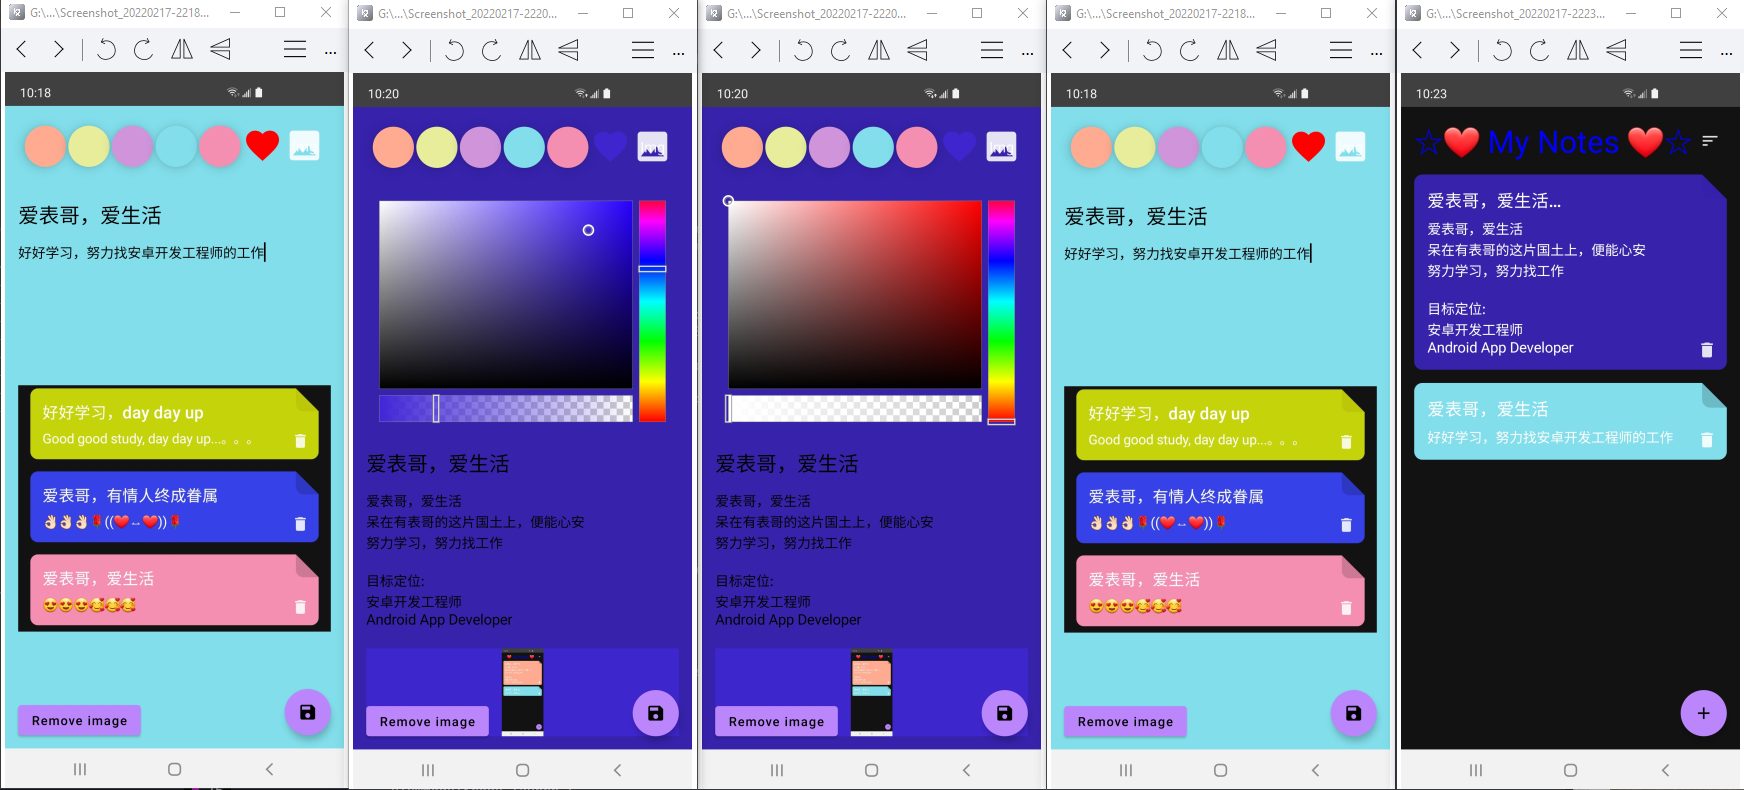 G:\...\Screenshot_20220217-2218...
10:18
爱表哥，爱生活
好好学习，努力找安卓开发工程师的工作
好好学习，day day up
Good good study, day day up...。。。
爱表哥，有情人终成眷属
👌🏻👌🏻👌🏻🌹((❤️↔❤️))🌹
爱表哥，爱生活
😍😍😍🥰🥰🥰
Remove image
G:\...\Screenshot_20220217-2220...
10:20
爱表哥，爱生活
爱表哥，爱生活
呆在有表哥的这片国土上，便能心安
努力学习，努力找工作
目标定位:
安卓开发工程师
Android App Developer
Remove image
G:\...\Screenshot_20220217-2220...
10:20
爱表哥，爱生活
爱表哥，爱生活
呆在有表哥的这片国土上，便能心安
努力学习，努力找工作
目标定位:
安卓开发工程师
Android App Developer
Remove image
G:\...\Screenshot_20220217-2218...
10:18
爱表哥，爱生活
好好学习，努力找安卓开发工程师的工作
好好学习，day day up
Good good study, day day up...。。。
爱表哥，有情人终成眷属
👌🏻👌🏻👌🏻🌹((❤️↔❤️))🌹
爱表哥，爱生活
😍😍😍🥰🥰🥰
Remove image
G:\...\Screenshot_20220217-2223...
10:23
☆❤️ My Notes ❤️☆
爱表哥，爱生活...
爱表哥，爱生活
呆在有表哥的这片国土上，便能心安
努力学习，努力找工作
目标定位:
安卓开发工程师
Android App Developer
爱表哥，爱生活
好好学习，努力找安卓开发工程师的工作